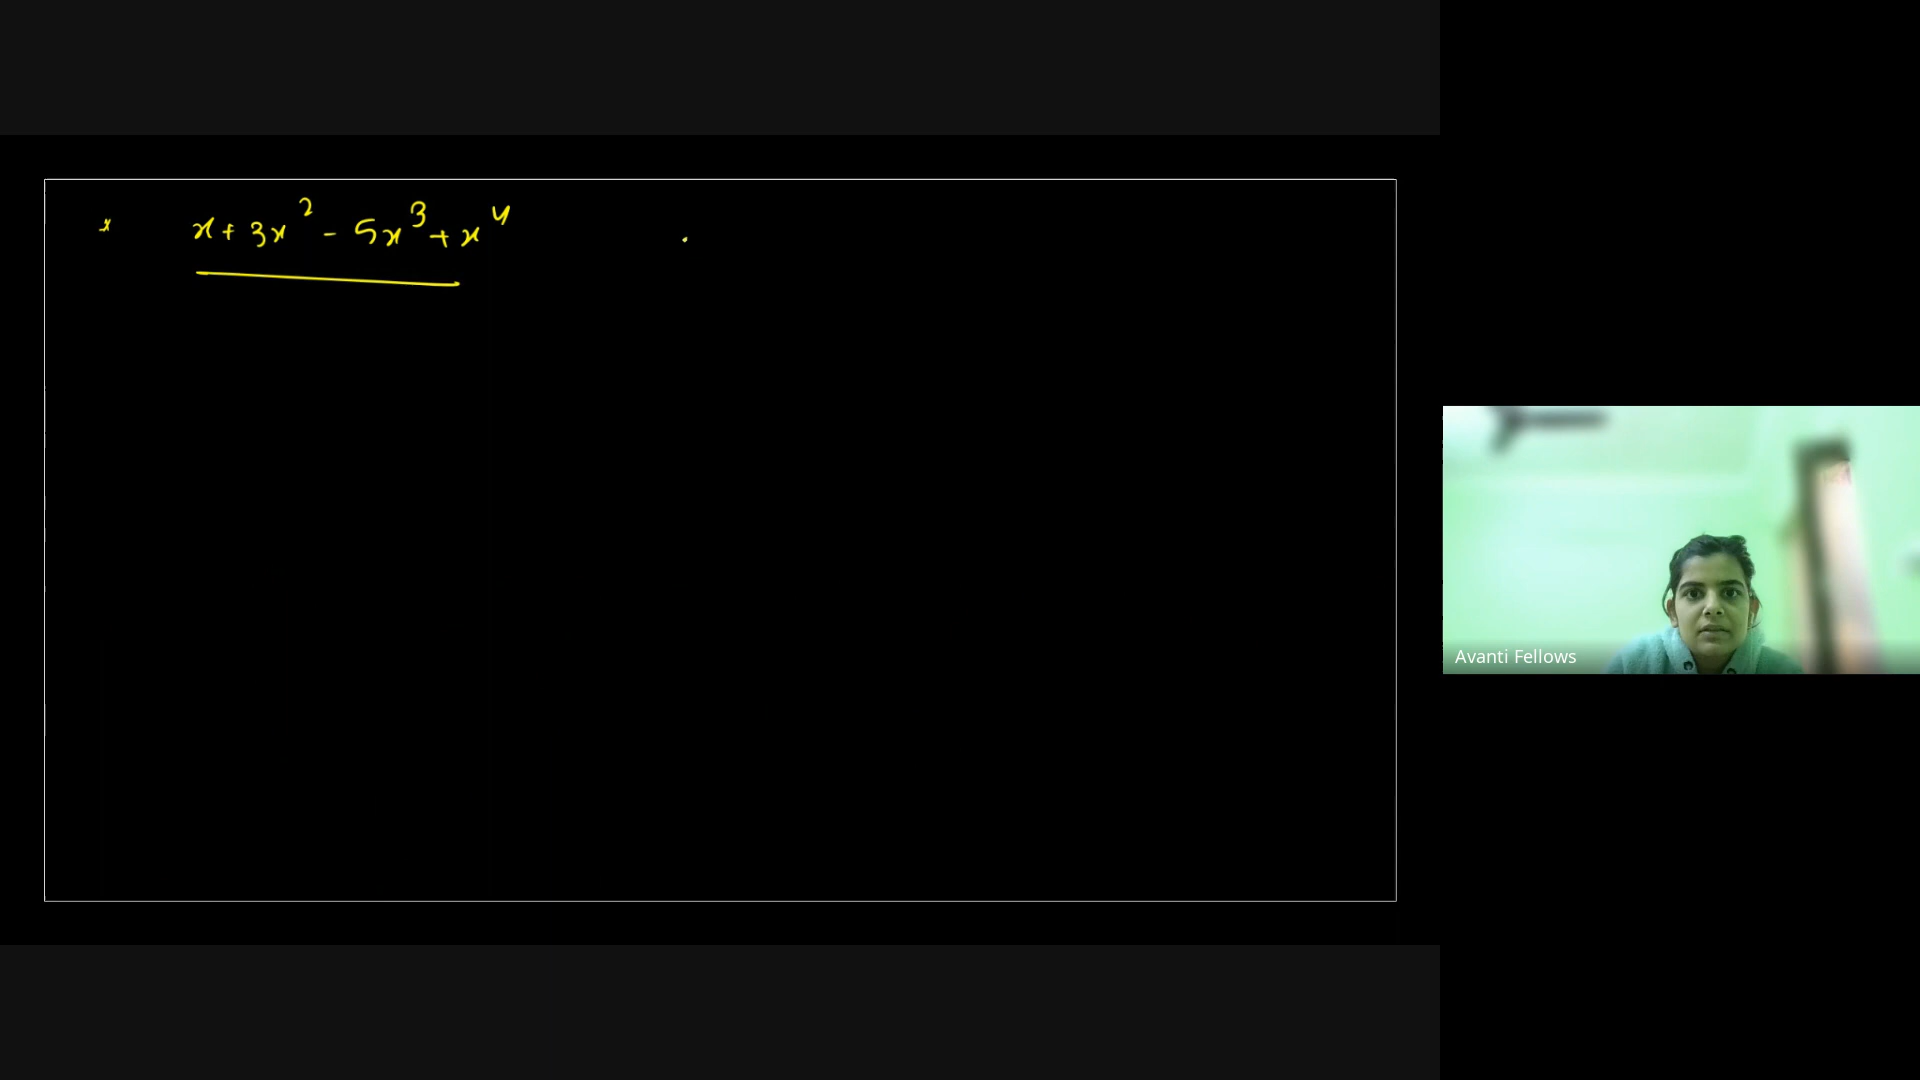 * x + 3x² - 5x³ + x⁴
Avanti Fellows